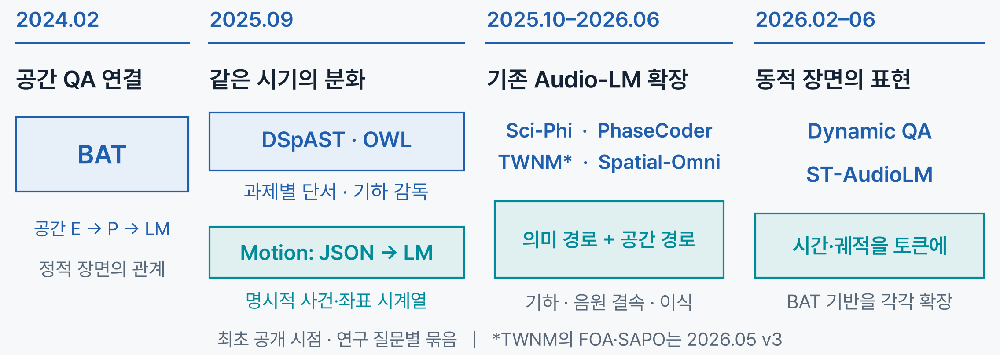 2024.02
공간 QA 연결
BAT
공간 E → P → LM
정적 장면의 관계
2025.09
같은 시기의 분화
DSpAST · OWL
과제별 단서 · 기하 감독
Motion: JSON → LM
명시적 사건·좌표 시계열
2025.10–2026.06
기존 Audio-LM 확장
Sci-Phi · PhaseCoder
TWNM* · Spatial-Omni
의미 경로 + 공간 경로
기하 · 음원 결속 · 이식
2026.02–06
동적 장면의 표현
Dynamic QA
ST-AudioLM
시간·궤적을 토큰에
BAT 기반을 각각 확장
최초 공개 시점 · 연구 질문별 묶음 | *TWNM의 FOA·SAPO는 2026.05 v3